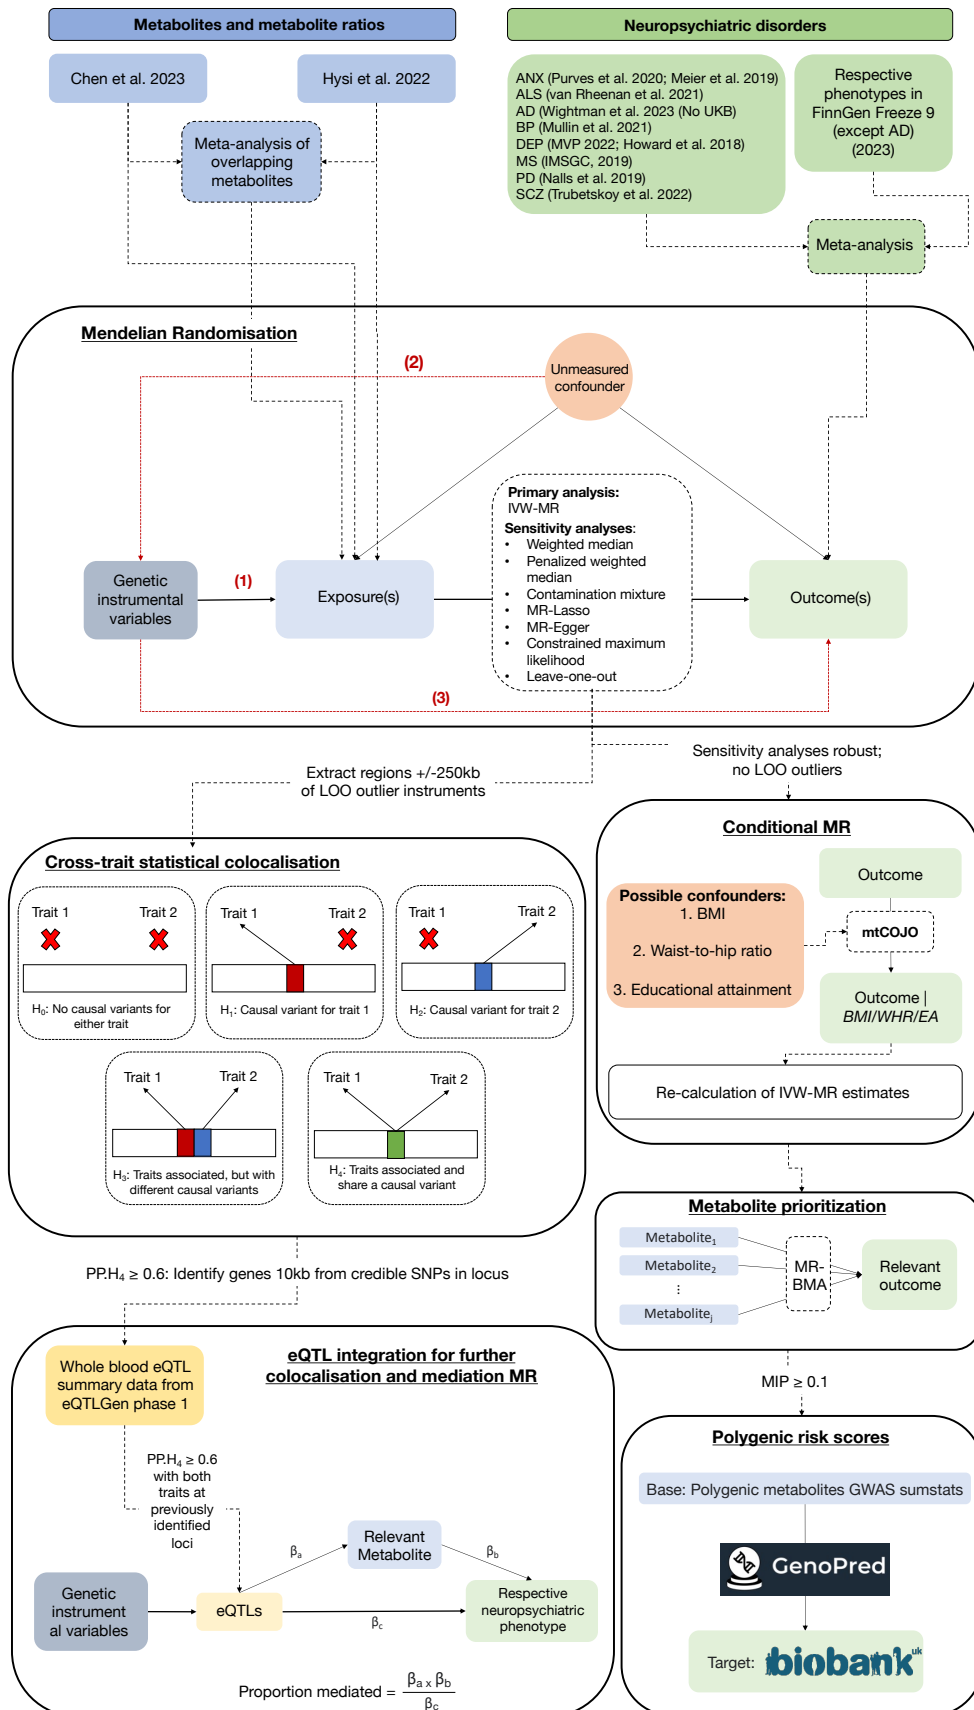 Metabolites and metabolite ratios
Neuropsychiatric disorders
Chen et al. 2023
Hysi et al. 2022
Meta-analysis of
overlapping
metabolites
ANX (Purves et al. 2020; Meier et al. 2019)
ALS (van Rheenan et al. 2021)
AD (Wightman et al. 2023 (No UKB)
BP (Mullin et al. 2021)
DEP (MVP 2022; Howard et al. 2018)
MS (IMSGC, 2019)
PD (Nalls et al. 2019)
SCZ (Trubetskoy et al. 2022)
Respective
phenotypes in
FinnGen Freeze 9
(except AD)
(2023)
Meta-analysis
Mendelian Randomisation
(2)
Unmeasured
confounder
Primary analysis:
IVW-MR
Sensitivity analyses:
• Weighted median
• Penalized weighted
median
• Contamination mixture
• MR-Lasso
• MR-Egger
• Constrained maximum
likelihood
• Leave-one-out
Genetic
instrumental
variables
(1)
Exposure(s)
Outcome(s)
(3)
Extract regions +/-250kb
of LOO outlier instruments
Sensitivity analyses robust;
no LOO outliers
Cross-trait statistical colocalisation
Trait 1
Trait 2
H₀: No causal variants for
either trait
Trait 1
Trait 2
H₁: Causal variant for trait 1
Trait 1
Trait 2
H₂: Causal variant for trait 2
Trait 1
Trait 2
H₃: Traits associated, but with
different causal variants
Trait 1
Trait 2
H₄: Traits associated and
share a causal variant
Conditional MR
Possible confounders:
1. BMI
2. Waist-to-hip ratio
3. Educational attainment
Outcome
mtCOJO
Outcome |
BMI/WHR/EA
Re-calculation of IVW-MR estimates
Metabolite prioritization
Metabolite₁
Metabolite₂
⋮
Metaboliteⱼ
MR-
BMA
Relevant
outcome
MIP ≥ 0.1
PP.H₄ ≥ 0.6: Identify genes 10kb from credible SNPs in locus
eQTL integration for further
colocalisation and mediation MR
Whole blood eQTL
summary data from
eQTLGen phase 1
PP.H₄ ≥ 0.6
with both
traits at
previously
identified
loci
Genetic
instrument
al variables
eQTLs
βa
Relevant
Metabolite
βb
βc
Respective
neuropsychiatric
phenotype
Proportion mediated = βa x βb / βc
Polygenic risk scores
Base: Polygenic metabolites GWAS sumstats
GenoPred
Target: biobank uk